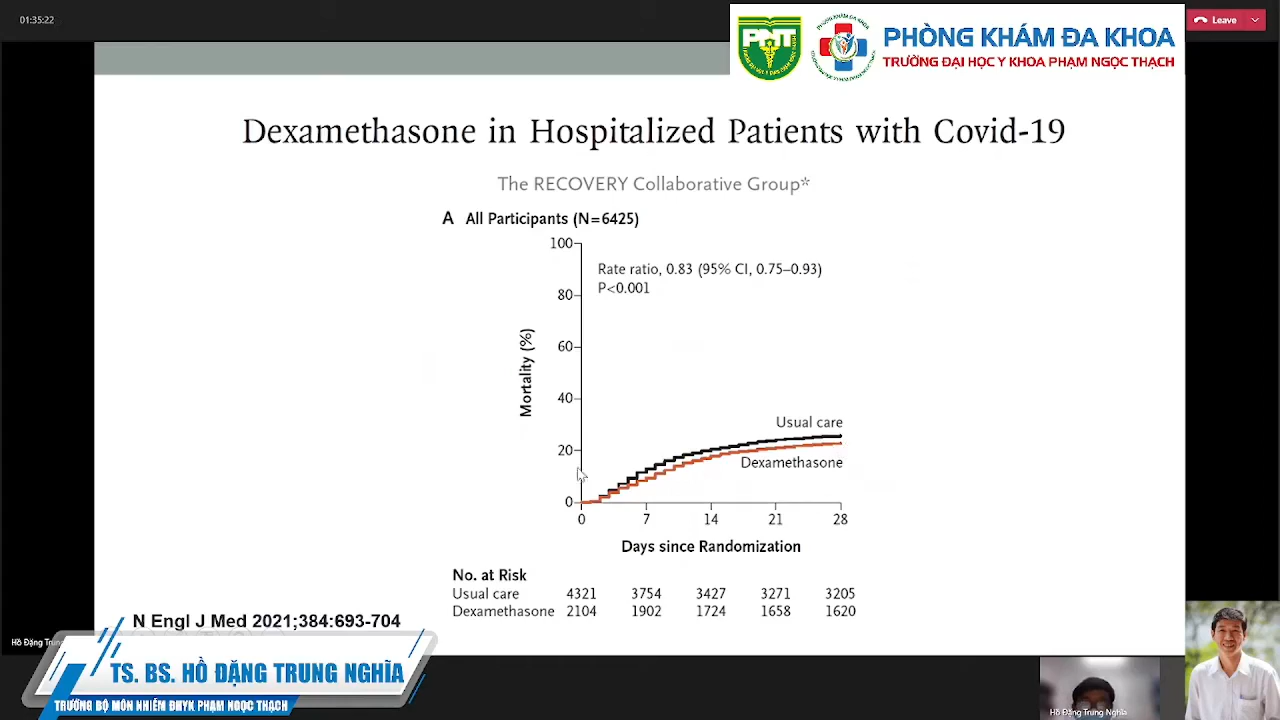 01:35:22
PNT
PHÒNG KHÁM ĐA KHOA
TRƯỜNG ĐẠI HỌC Y KHOA PHẠM NGỌC THẠCH
Leave
Dexamethasone in Hospitalized Patients with Covid-19
The RECOVERY Collaborative Group*
A All Participants (N=6425)
Rate ratio, 0.83 (95% CI, 0.75–0.93)
P<0.001
Mortality (%)
100
80
60
40
20
0
Usual care
Dexamethasone
0 7 14 21 28
Days since Randomization
No. at Risk
Usual care 4321 3754 3427 3271 3205
Dexamethasone 2104 1902 1724 1658 1620
N Engl J Med 2021;384:693-704
Hồ Đặng Trung
TS. BS. HỒ ĐẶNG TRUNG NGHĨA
TRƯỞNG BỘ MÔN NHIỄM ĐHYK PHẠM NGỌC THẠCH
Hồ Đặng Trung Nghĩa